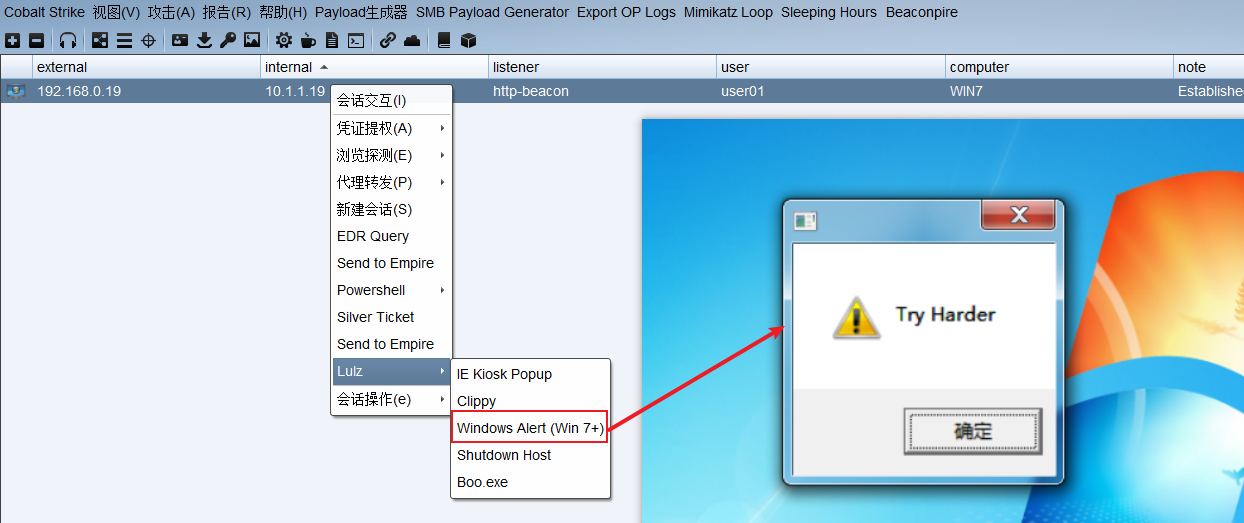 Cobalt Strike 视图(V) 攻击(A) 报告(R) 帮助(H) Payload生成器 SMB Payload Generator Export OP Logs Mimikatz Loop Sleeping Hours Beaconpire
external internal listener user computer note
192.168.0.19 10.1.1.19 http-beacon user01 WIN7 Establishe
会话交互(I)
凭证提权(A)
浏览探测(E)
代理转发(P)
新建会话(S)
EDR Query
Send to Empire
Powershell
Silver Ticket
Send to Empire
Lulz
会话操作(e)
IE Kiosk Popup
Clippy
Windows Alert (Win 7+)
Shutdown Host
Boo.exe
Try Harder
确定